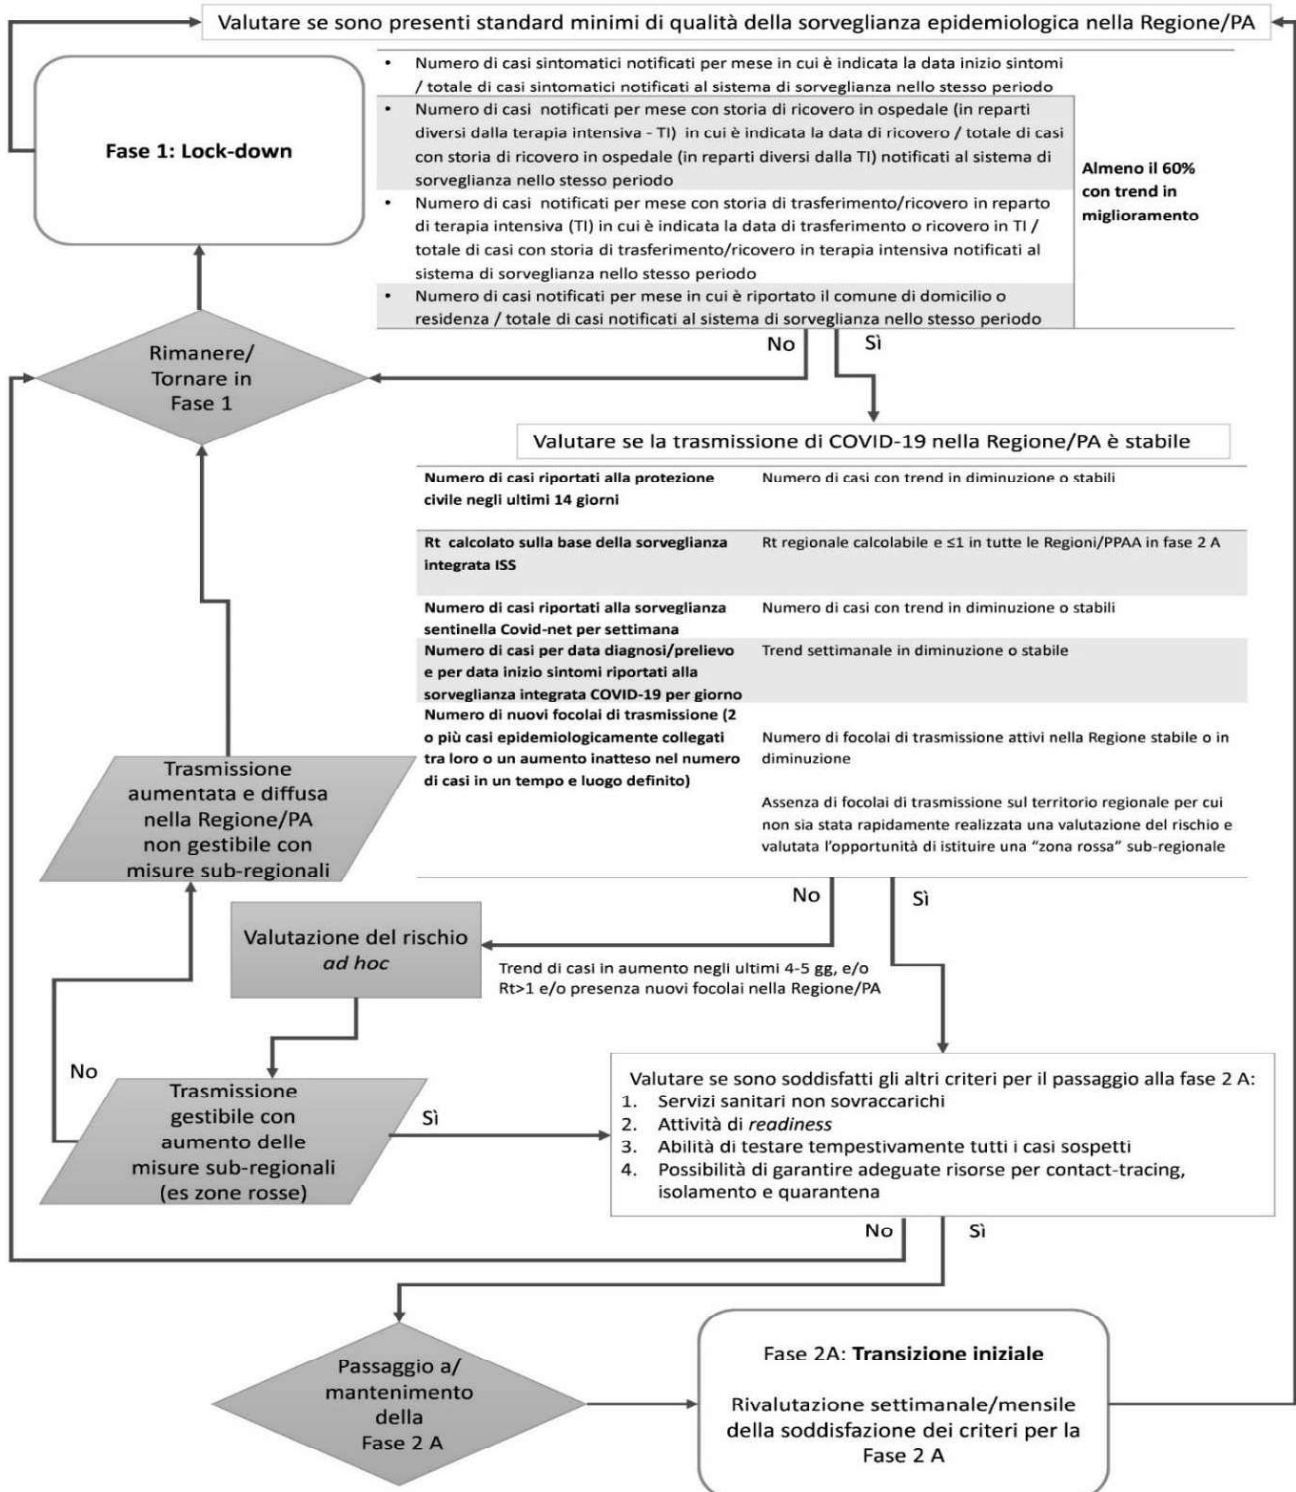 Valutare se sono presenti standard minimi di qualità della sorveglianza epidemiologica nella Regione/PA
Fase 1: Lock-down
• Numero di casi sintomatici notificati per mese in cui è indicata la data inizio sintomi
/ totale di casi sintomatici notificati al sistema di sorveglianza nello stesso periodo
• Numero di casi notificati per mese con storia di ricovero in ospedale (in reparti
diversi dalla terapia intensiva - TI) in cui è indicata la data di ricovero / totale di casi
con storia di ricovero in ospedale (in reparti diversi dalla TI) notificati al sistema di
sorveglianza nello stesso periodo
• Numero di casi notificati per mese con storia di trasferimento/ricovero in reparto
di terapia intensiva (TI) in cui è indicata la data di trasferimento o ricovero in TI /
totale di casi con storia di trasferimento/ricovero in terapia intensiva notificati al
sistema di sorveglianza nello stesso periodo
• Numero di casi notificati per mese in cui è riportato il comune di domicilio o
residenza / totale di casi notificati al sistema di sorveglianza nello stesso periodo
Almeno il 60%
con trend in
miglioramento
No
Sì
Rimanere/
Tornare in
Fase 1
Valutare se la trasmissione di COVID-19 nella Regione/PA è stabile
Numero di casi riportati alla protezione
civile negli ultimi 14 giorni
Numero di casi con trend in diminuzione o stabili
Rt calcolato sulla base della sorveglianza
integrata ISS
Rt regionale calcolabile e ≤1 in tutte le Regioni/PPAA in fase 2 A
Numero di casi riportati alla sorveglianza
sentinella Covid-net per settimana
Numero di casi con trend in diminuzione o stabili
Numero di casi per data diagnosi/prelievo
e per data inizio sintomi riportati alla
sorveglianza integrata COVID-19 per giorno
Trend settimanale in diminuzione o stabile
Numero di nuovi focolai di trasmissione (2
o più casi epidemiologicamente collegati
tra loro o un aumento inatteso nel numero
di casi in un tempo e luogo definito)
Numero di focolai di trasmissione attivi nella Regione stabile o in
diminuzione
Assenza di focolai di trasmissione sul territorio regionale per cui
non sia stata rapidamente realizzata una valutazione del rischio e
valutata l'opportunità di istituire una “zona rossa” sub-regionale
No
Sì
Trasmissione
aumentata e diffusa
nella Regione/PA
non gestibile con
misure sub-regionali
Valutazione del rischio
ad hoc
Trend di casi in aumento negli ultimi 4-5 gg, e/o
Rt>1 e/o presenza nuovi focolai nella Regione/PA
No
Trasmissione
gestibile con
aumento delle
misure sub-regionali
(es zone rosse)
Sì
Valutare se sono soddisfatti gli altri criteri per il passaggio alla fase 2 A:
1. Servizi sanitari non sovraccarichi
2. Attività di readiness
3. Abilità di testare tempestivamente tutti i casi sospetti
4. Possibilità di garantire adeguate risorse per contact-tracing,
isolamento e quarantena
No
Sì
Passaggio a/
mantenimento
della
Fase 2 A
Fase 2A: Transizione iniziale
Rivalutazione settimanale/mensile
della soddisfazione dei criteri per la
Fase 2 A